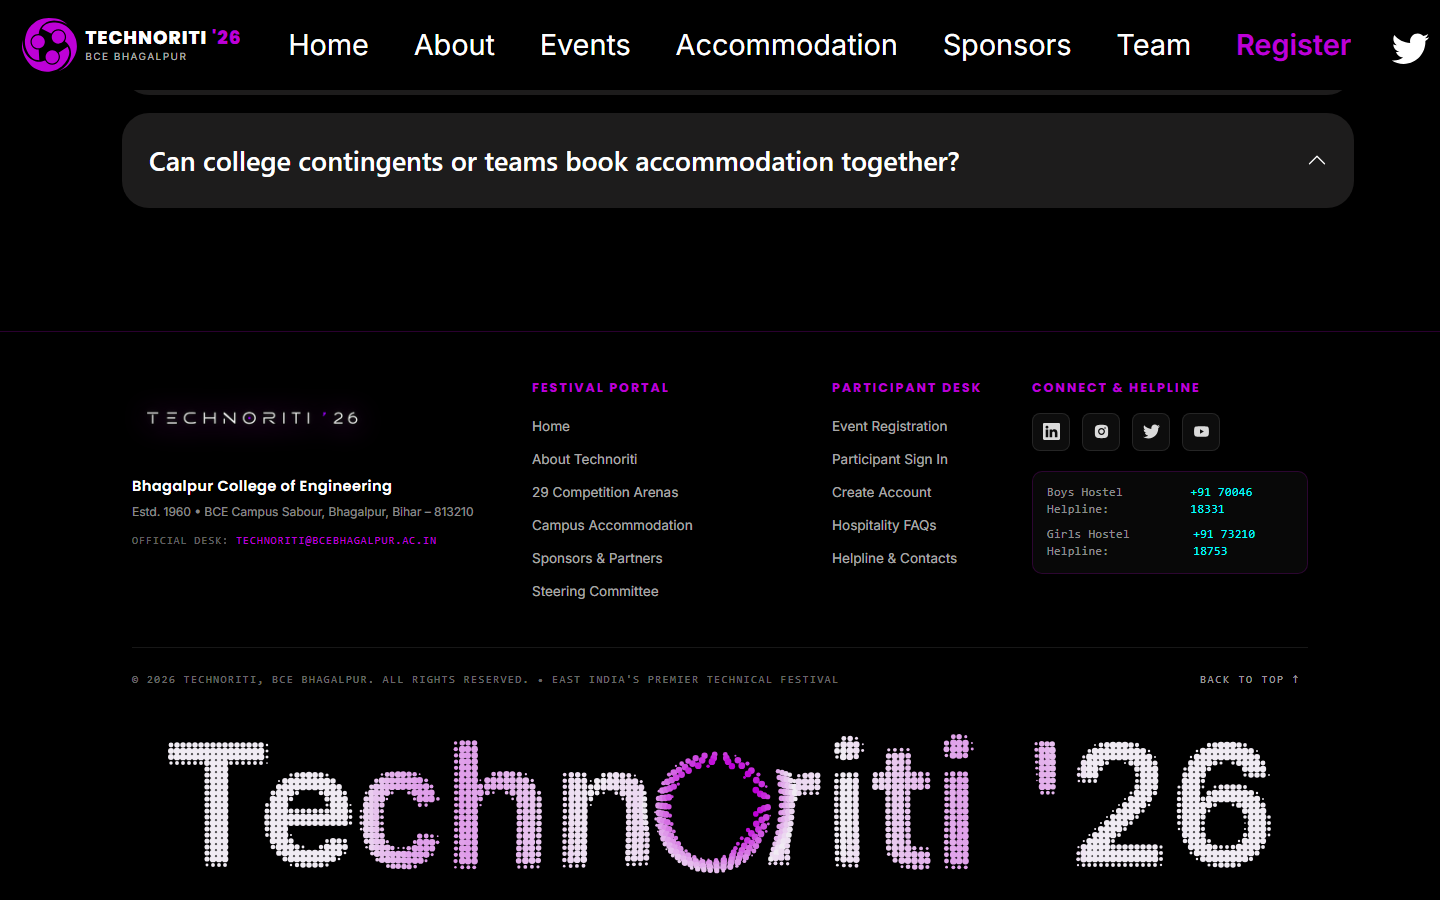 TECHNORITI '26
BCE BHAGALPUR
Home About Events Accommodation Sponsors Team Register
Can college contingents or teams book accommodation together?
TECHNORITI '26
Bhagalpur College of Engineering
Estd. 1960 • BCE Campus Sabour, Bhagalpur, Bihar – 813210
OFFICIAL DESK: TECHNORITI@BCEBHAGALPUR.AC.IN
FESTIVAL PORTAL
Home
About Technoriti
29 Competition Arenas
Campus Accommodation
Sponsors & Partners
Steering Committee
PARTICIPANT DESK
Event Registration
Participant Sign In
Create Account
Hospitality FAQs
Helpline & Contacts
CONNECT & HELPLINE
Boys Hostel Helpline: +91 70046 18331
Girls Hostel Helpline: +91 73210 18753
© 2026 TECHNORITI, BCE BHAGALPUR. ALL RIGHTS RESERVED. • EAST INDIA'S PREMIER TECHNICAL FESTIVAL
BACK TO TOP ↑
Technoriti '26